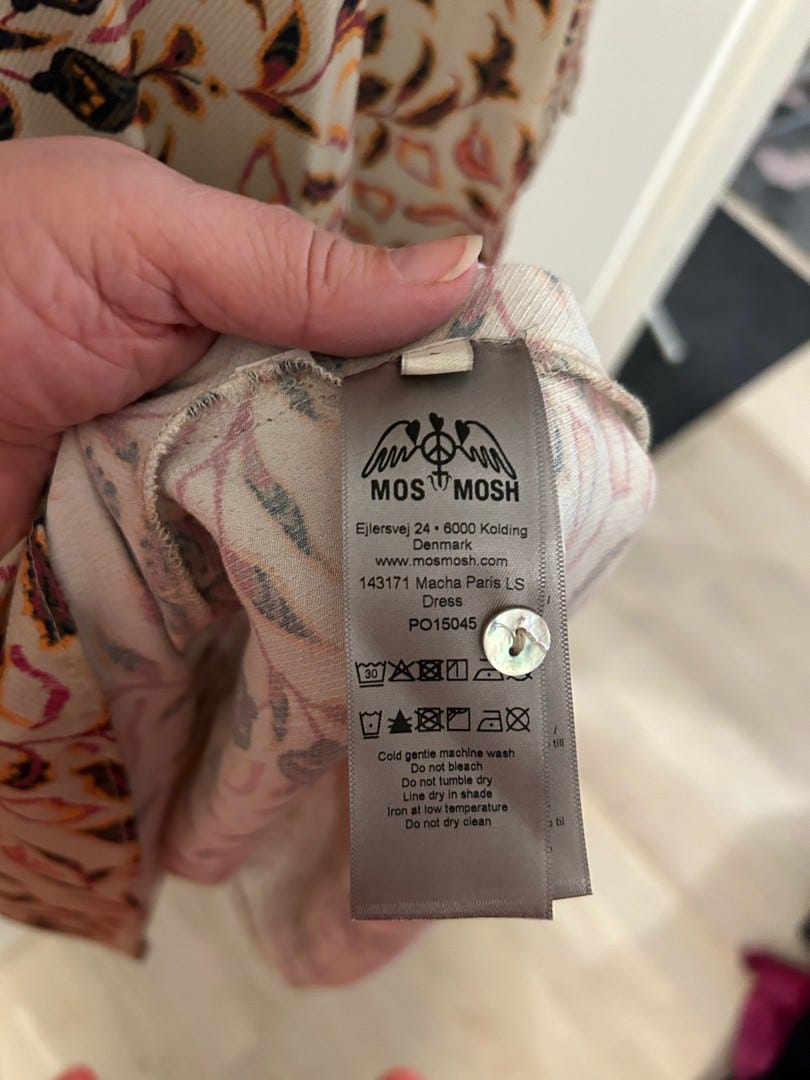 MOS MOSH
Ejlersvej 24 • 6000 Kolding
Denmark
www.mosmosh.com
143171 Macha Paris LS
Dress
PO15045
30
Cold gentle machine wash
Do not bleach
Do not tumble dry
Line dry in shade
Iron at low temperature
Do not dry clean
till